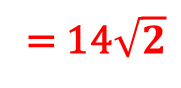 = 14√2